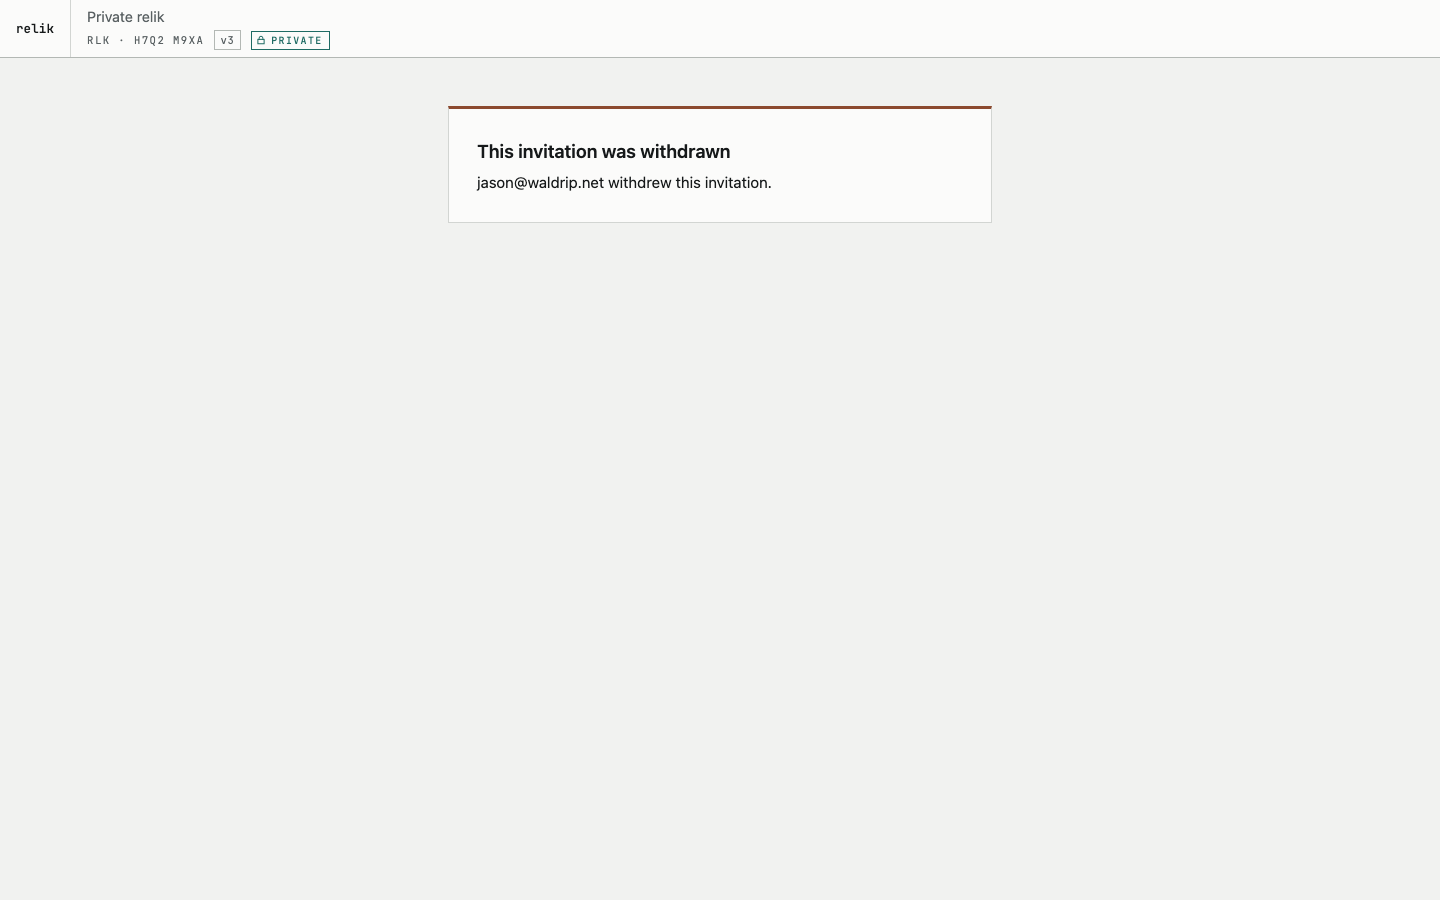 relik
Private relik
RLK · H7Q2 M9XA v3 PRIVATE
This invitation was withdrawn
jason@waldrip.net withdrew this invitation.